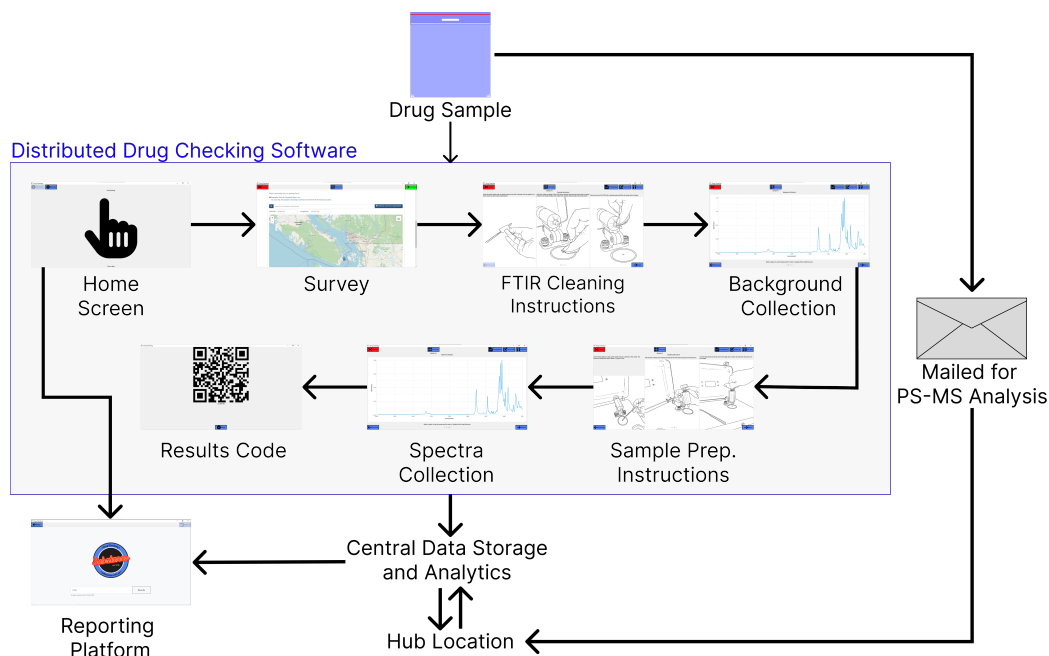 Drug Sample
Distributed Drug Checking Software
Home
Screen
Survey
FTIR Cleaning
Instructions
Background
Collection
Mailed for
PS-MS Analysis
Results Code
Spectra
Collection
Sample Prep.
Instructions
Central Data Storage
and Analytics
Reporting
Platform
Hub Location